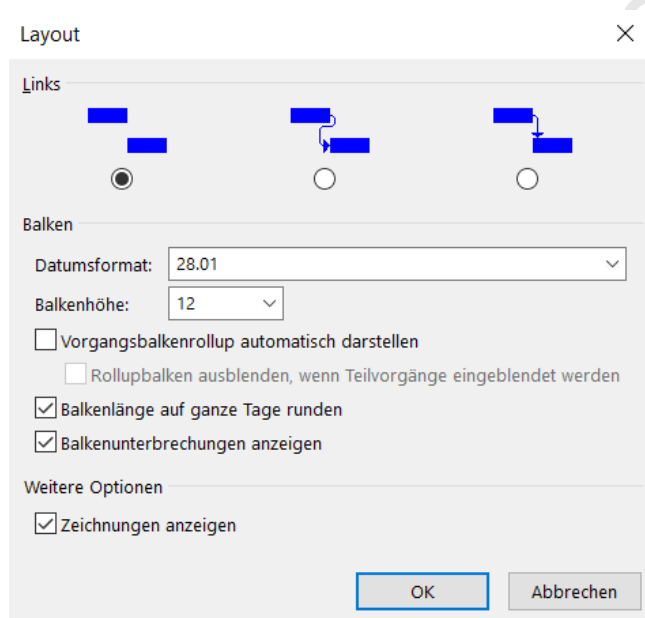 Layout
Links
Balken
Datumsformat: 28.01
Balkenhöhe: 12
Vorgangsbalkenrollup automatisch darstellen
Rollupbalken ausblenden, wenn Teilvorgänge eingeblendet werden
Balkenlänge auf ganze Tage runden
Balkenunterbrechungen anzeigen
Weitere Optionen
Zeichnungen anzeigen
OK Abbrechen